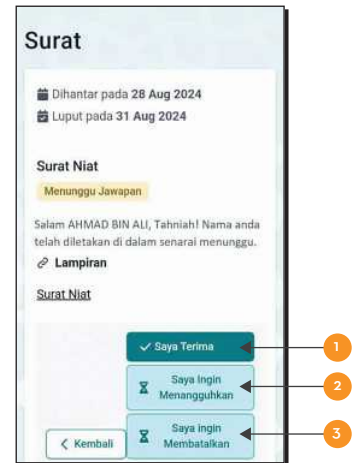 Surat
Dihantar pada 28 Aug 2024
Luput pada 31 Aug 2024
Surat Niat
Menunggu Jawapan
Salam AHMAD BIN ALI, Tahniah! Nama anda
telah diletakan di dalam senarai menunggu.
Lampiran
Surat Niat
Saya Terima
1
Saya Ingin
Menangguhkan
2
Saya ingin
Membatalkan
3
Kembali